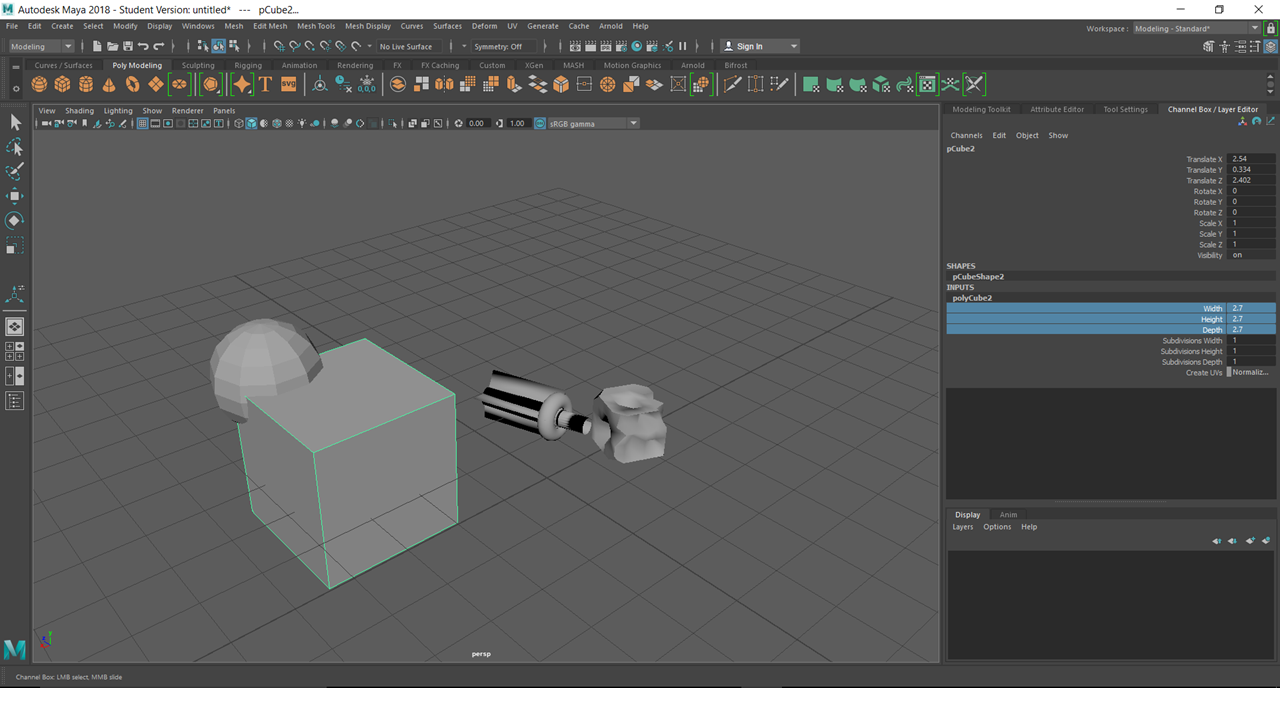 Autodesk Maya 2018 - Student Version: untitled* --- pCube2...
File Edit Create Select Modify Display Windows Mesh Edit Mesh Mesh Tools Mesh Display Curves Surfaces Deform UV Generate Cache Arnold Help
Workspace : Modeling - Standard*
Modeling No Live Surface Symmetry: Off Sign In
Curves / Surfaces Poly Modeling Sculpting Rigging Animation Rendering FX FX Caching Custom XGen MASH Motion Graphics Arnold Bifrost
T SVG
0,0,0
View Shading Lighting Show Renderer Panels
0.00 1.00 sRGB gamma
Modeling Toolkit Attribute Editor Tool Settings Channel Box / Layer Editor
Channels Edit Object Show
pCube2
Translate X 2.54
Translate Y 0.334
Translate Z 2.402
Rotate X 0
Rotate Y 0
Rotate Z 0
Scale X 1
Scale Y 1
Scale Z 1
Visibility on
SHAPES
pCubeShape2
INPUTS
polyCube2
Width 2.7
Height 2.7
Depth 2.7
Subdivisions Width 1
Subdivisions Height 1
Subdivisions Depth 1
Create UVs Normaliz...
Display Anim
Layers Options Help
persp
M
Channel Box: LMB select, MMB slide